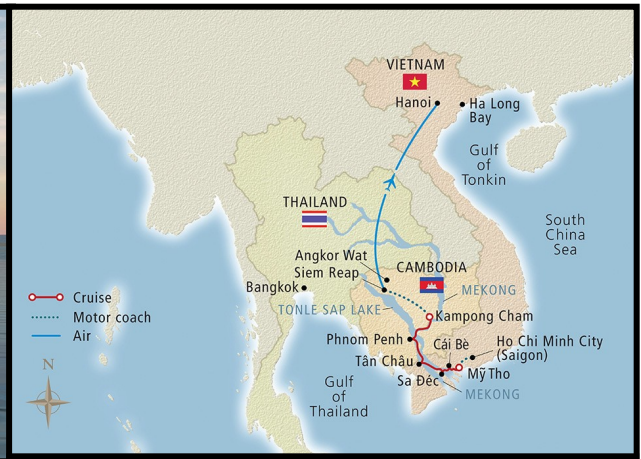 VIETNAM
Hanoi
Ha Long
Bay
Gulf
of
Tonkin
THAILAND
South
China
Sea
Angkor Wat
Siem Reap
CAMBODIA
Bangkok
MEKONG
TONLE SAP LAKE
Kampong Cham
Cruise
Motor coach
Air
Phnom Penh
Cái Bè
Ho Chi Minh City
(Saigon)
Tân Châu
Mỹ Tho
Sa Đéc
MEKONG
Gulf
of
Thailand
N